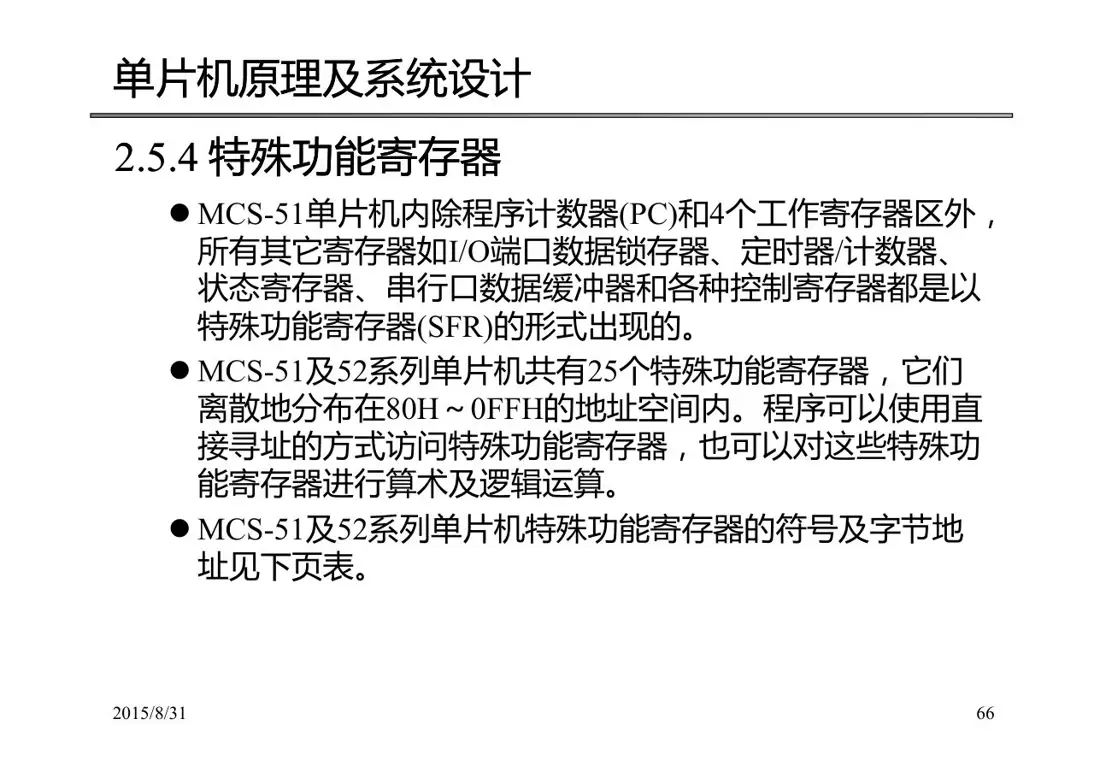 单片机原理及系统设计
2.5.4 特殊功能寄存器
● MCS-51单片机内除程序计数器(PC)和4个工作寄存器区外，
所有其它寄存器如I/O端口数据锁存器、定时器/计数器、
状态寄存器、串行口数据缓冲器和各种控制寄存器都是以
特殊功能寄存器(SFR)的形式出现的。
● MCS-51及52系列单片机共有25个特殊功能寄存器，它们
离散地分布在80H～0FFH的地址空间内。程序可以使用直
接寻址的方式访问特殊功能寄存器，也可以对这些特殊功
能寄存器进行算术及逻辑运算。
● MCS-51及52系列单片机特殊功能寄存器的符号及字节地
址见下页表。
2015/8/31
66